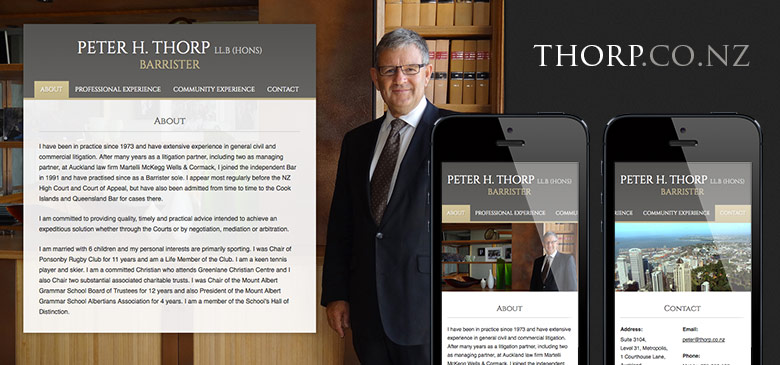 PETER H. THORP LL.B (HONS)
BARRISTER
ABOUT PROFESSIONAL EXPERIENCE COMMUNITY EXPERIENCE CONTACT
ABOUT
I have been in practice since 1973 and have extensive experience in general civil and
commercial litigation. After many years as a litigation partner, including two as managing
partner, at Auckland law firm Martelli McKegg Wells & Cormack, I joined the independent Bar
in 1991 and have practised since as a Barrister sole. I appear most regularly before the NZ
High Court and Court of Appeal, but have also been admitted from time to time to the Cook
Islands and Queensland Bar for cases there.
I am committed to providing quality, timely and practical advice intended to achieve an
expeditious solution whether through the Courts or by negotiation, mediation or arbitration.
I am married with 6 children and my personal interests are primarily sporting. I was Chair of
Ponsonby Rugby Club for 11 years and am a Life Member of the Club. I am a keen tennis
player and skier. I am a committed Christian who attends Greenlane Christian Centre and I
also Chair two substantial associated charitable trusts. I was Chair of the Mount Albert
Grammar School Board of Trustees for 12 years and also President of the Mount Albert
Grammar School Albertians Association for 4 years. I am a member of the School's Hall of
Distinction.
THORP.CO.NZ
PETER H. THORP LL.B (HONS)
BARRISTER
ABOUT PROFESSIONAL EXPERIENCE COMMU
ABOUT
I have been in practice since 1973 and have extensive
experience in general civil and commercial litigation.
After many years as a litigation partner, including two
as managing partner, at Auckland law firm Martelli
McKegg Wells & Cormack, I joined the independent
PETER H. THORP LL.B (HONS)
BARRISTER
RIENCE COMMUNITY EXPERIENCE CONTACT
CONTACT
Address:
Suite 3104,
Level 31, Metropolis,
1 Courthouse Lane,
Auckland,
Email:
peter@thorp.co.nz
Phone: